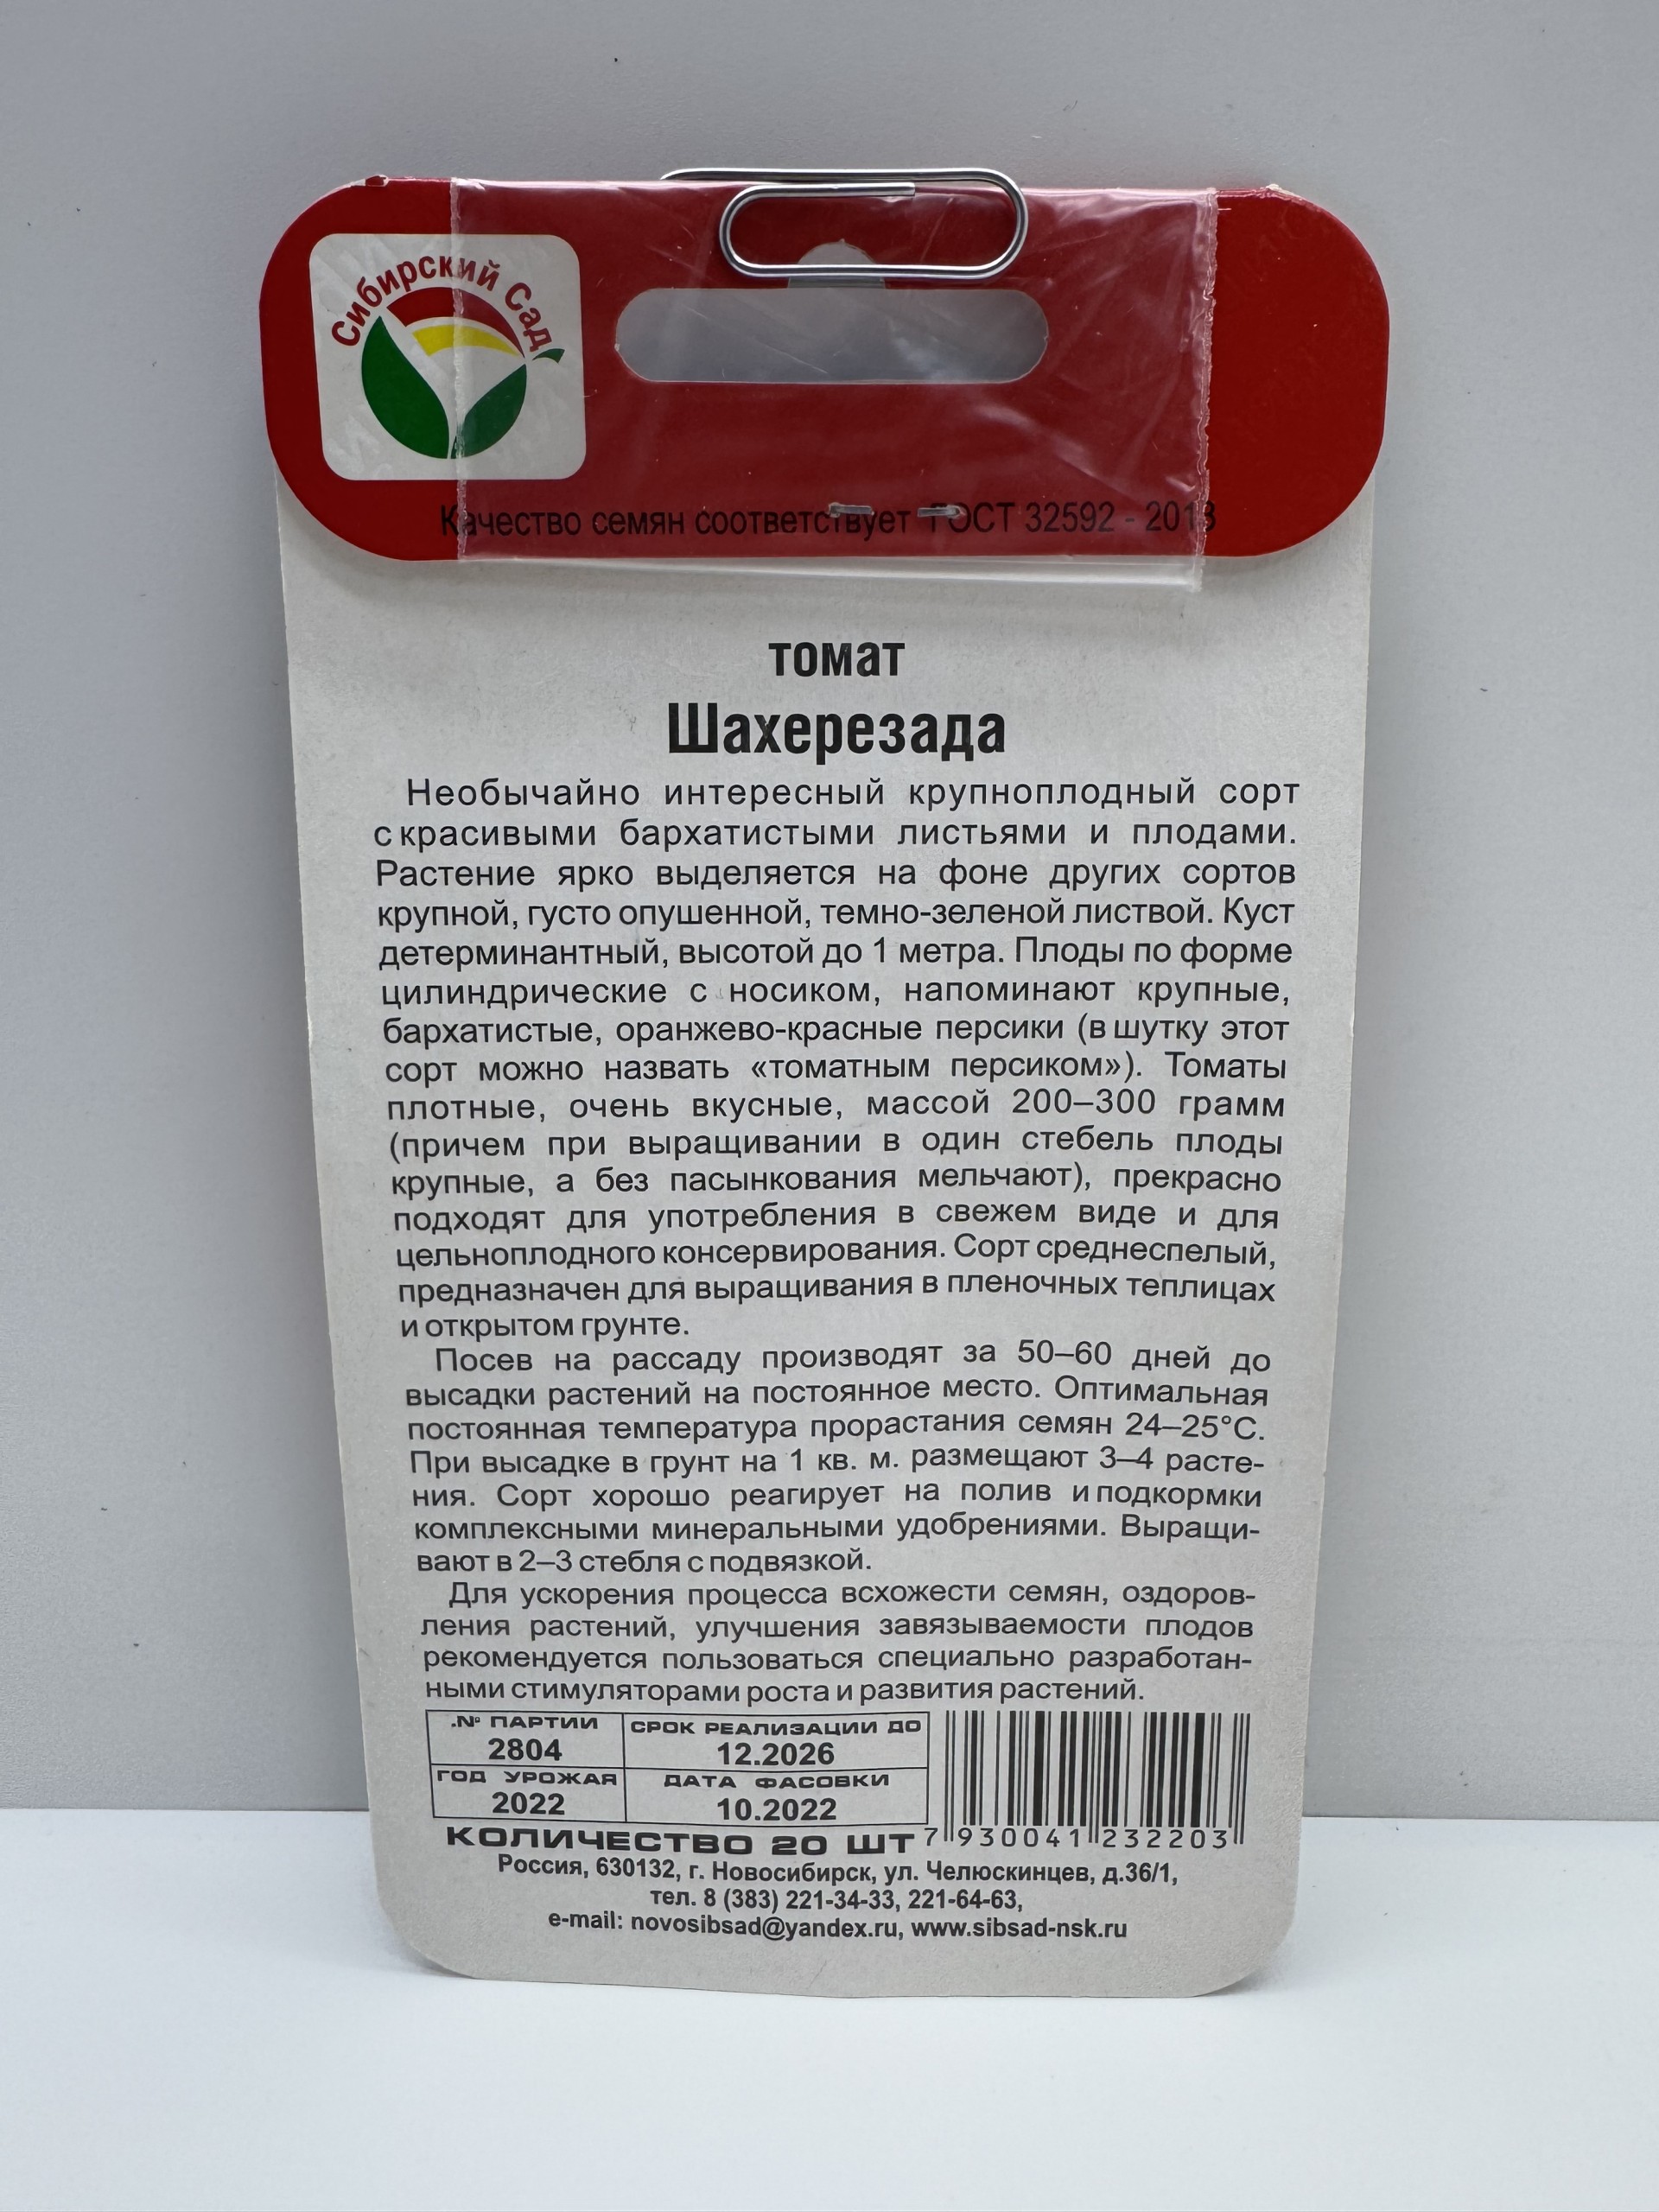 Сибирский Сад
Качество семян соответствует ГОСТ 32592 - 2013
томат
Шахерезада
Необычайно интересный крупноплодный сорт
с красивыми бархатистыми листьями и плодами.
Растение ярко выделяется на фоне других сортов
крупной, густо опушенной, темно-зеленой листвой. Куст
детерминантный, высотой до 1 метра. Плоды по форме
цилиндрические с носиком, напоминают крупные,
бархатистые, оранжево-красные персики (в шутку этот
сорт можно назвать «томатным персиком»). Томаты
плотные, очень вкусные, массой 200–300 грамм
(причем при выращивании в один стебель плоды
крупные, а без пасынкования мельчают), прекрасно
подходят для употребления в свежем виде и для
цельноплодного консервирования. Сорт среднеспелый,
предназначен для выращивания в пленочных теплицах
и открытом грунте.
Посев на рассаду производят за 50–60 дней до
высадки растений на постоянное место. Оптимальная
постоянная температура прорастания семян 24–25°С.
При высадке в грунт на 1 кв. м. размещают 3–4 расте-
ния. Сорт хорошо реагирует на полив и подкормки
комплексными минеральными удобрениями. Выращи-
вают в 2–3 стебля с подвязкой.
Для ускорения процесса всхожести семян, оздоров-
ления растений, улучшения завязываемости плодов
рекомендуется пользоваться специально разработан-
ными стимуляторами роста и развития растений.
№ ПАРТИИ СРОК РЕАЛИЗАЦИИ ДО
2804 12.2026
ГОД УРОЖАЯ ДАТА ФАСОВКИ
2022 10.2022
КОЛИЧЕСТВО 20 ШТ 7 930041 232203
Россия, 630132, г. Новосибирск, ул. Челюскинцев, д.36/1,
тел. 8 (383) 221-34-33, 221-64-63,
e-mail: novosibsad@yandex.ru, www.sibsad-nsk.ru